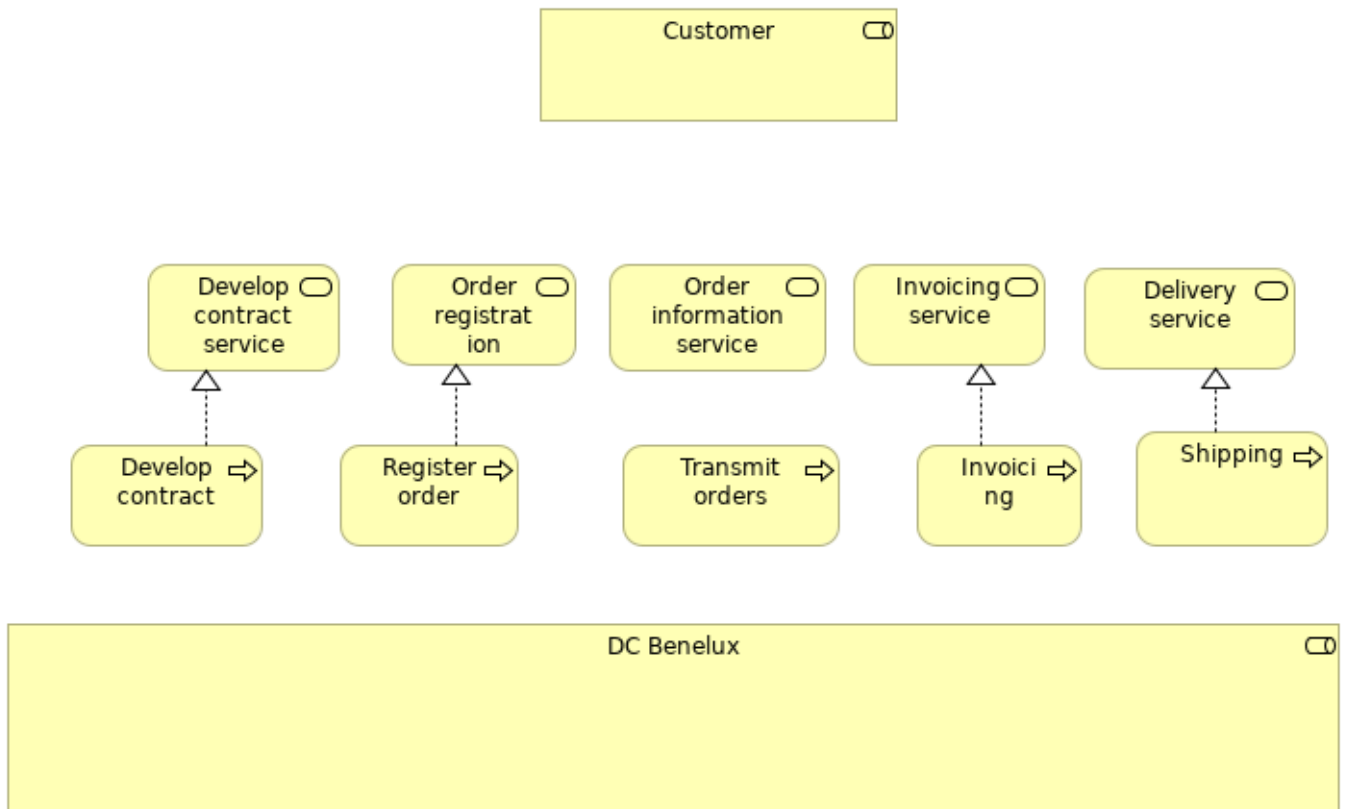 Customer
Develop
contract
service
Order
registrat
ion
Order
information
service
Invoicing
service
Delivery
service
Develop
contract
Register
order
Transmit
orders
Invoici
ng
Shipping
DC Benelux